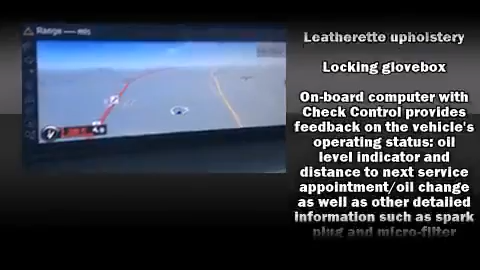 Range ---- mls
Leatherette upholstery
Locking glovebox
On-board computer with
Check Control provides
feedback on the vehicle's
operating status: oil
level indicator and
distance to next service
appointment/oil change
as well as other detailed
information such as spark
plug and micro-filter